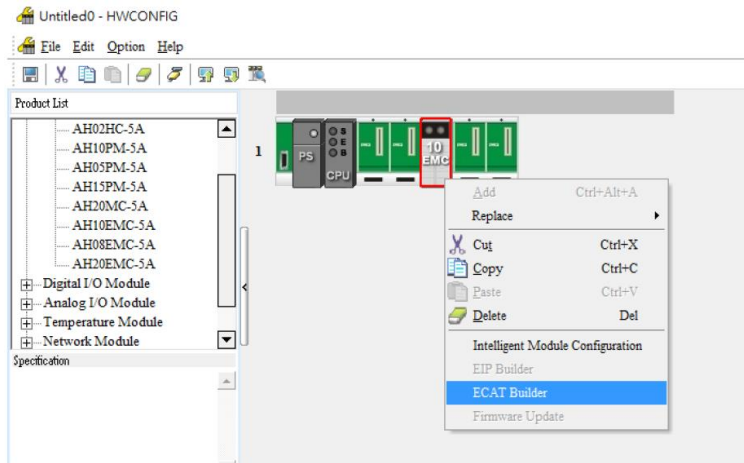 Untitled0 - HWCONFIG
File Edit Option Help
Product List
AH02HC-5A
AH10PM-5A
AH05PM-5A
AH15PM-5A
AH20MC-5A
AH10EMC-5A
AH08EMC-5A
AH20EMC-5A
Digital I/O Module
Analog I/O Module
Temperature Module
Network Module
Specification
1
PS
S
E
B
CPU
10
EMC
Add Ctrl+Alt+A
Replace
Cut Ctrl+X
Copy Ctrl+C
Paste Ctrl+V
Delete Del
Intelligent Module Configuration
EIP Builder
ECAT Builder
Firmware Update